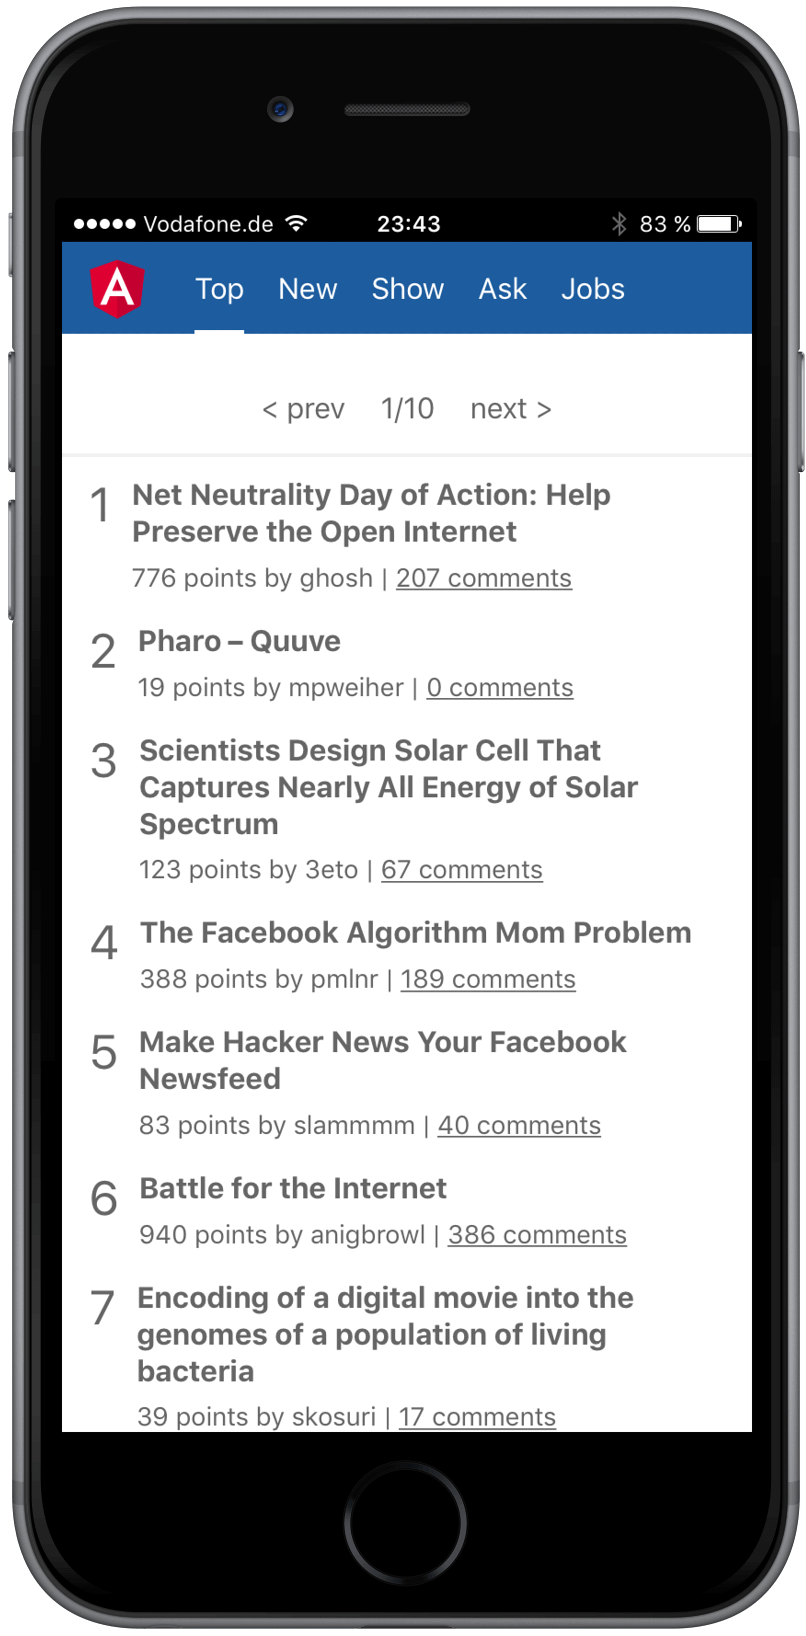 Vodafone.de 23:43 83 %
A Top New Show Ask Jobs
< prev 1/10 next >
1 Net Neutrality Day of Action: Help
Preserve the Open Internet
776 points by ghosh | 207 comments
2 Pharo – Quuve
19 points by mpweiher | 0 comments
3 Scientists Design Solar Cell That
Captures Nearly All Energy of Solar
Spectrum
123 points by 3eto | 67 comments
4 The Facebook Algorithm Mom Problem
388 points by pmlnr | 189 comments
5 Make Hacker News Your Facebook
Newsfeed
83 points by slammmm | 40 comments
6 Battle for the Internet
940 points by anigbrowl | 386 comments
7 Encoding of a digital movie into the
genomes of a population of living
bacteria
39 points by skosuri | 17 comments